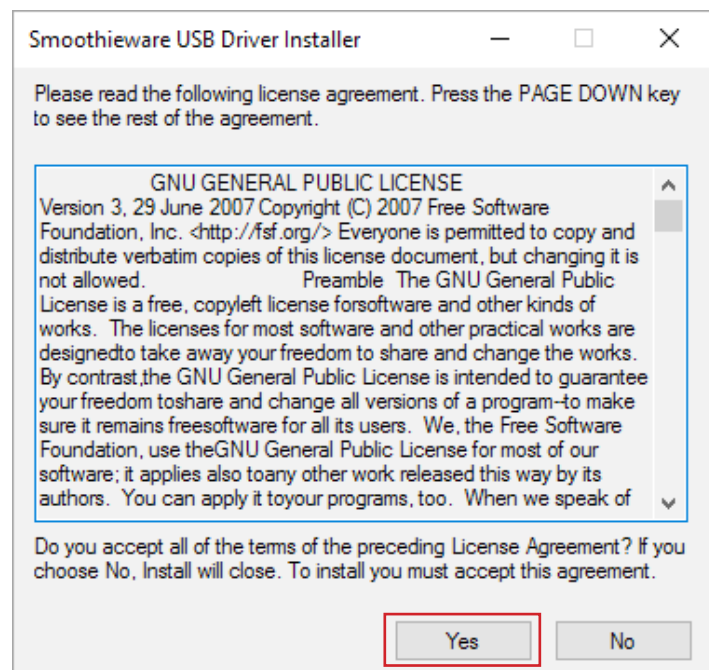 Smoothieware USB Driver Installer
Please read the following license agreement. Press the PAGE DOWN key
to see the rest of the agreement.
GNU GENERAL PUBLIC LICENSE
Version 3, 29 June 2007 Copyright (C) 2007 Free Software
Foundation, Inc. <http://fsf.org/> Everyone is permitted to copy and
distribute verbatim copies of this license document, but changing it is
not allowed. Preamble The GNU General Public
License is a free, copyleft license forsoftware and other kinds of
works. The licenses for most software and other practical works are
designedto take away your freedom to share and change the works.
By contrast,the GNU General Public License is intended to guarantee
your freedom toshare and change all versions of a program--to make
sure it remains freesoftware for all its users. We, the Free Software
Foundation, use theGNU General Public License for most of our
software; it applies also toany other work released this way by its
authors. You can apply it toyour programs, too. When we speak of
Do you accept all of the terms of the preceding License Agreement? If you
choose No, Install will close. To install you must accept this agreement.
Yes No